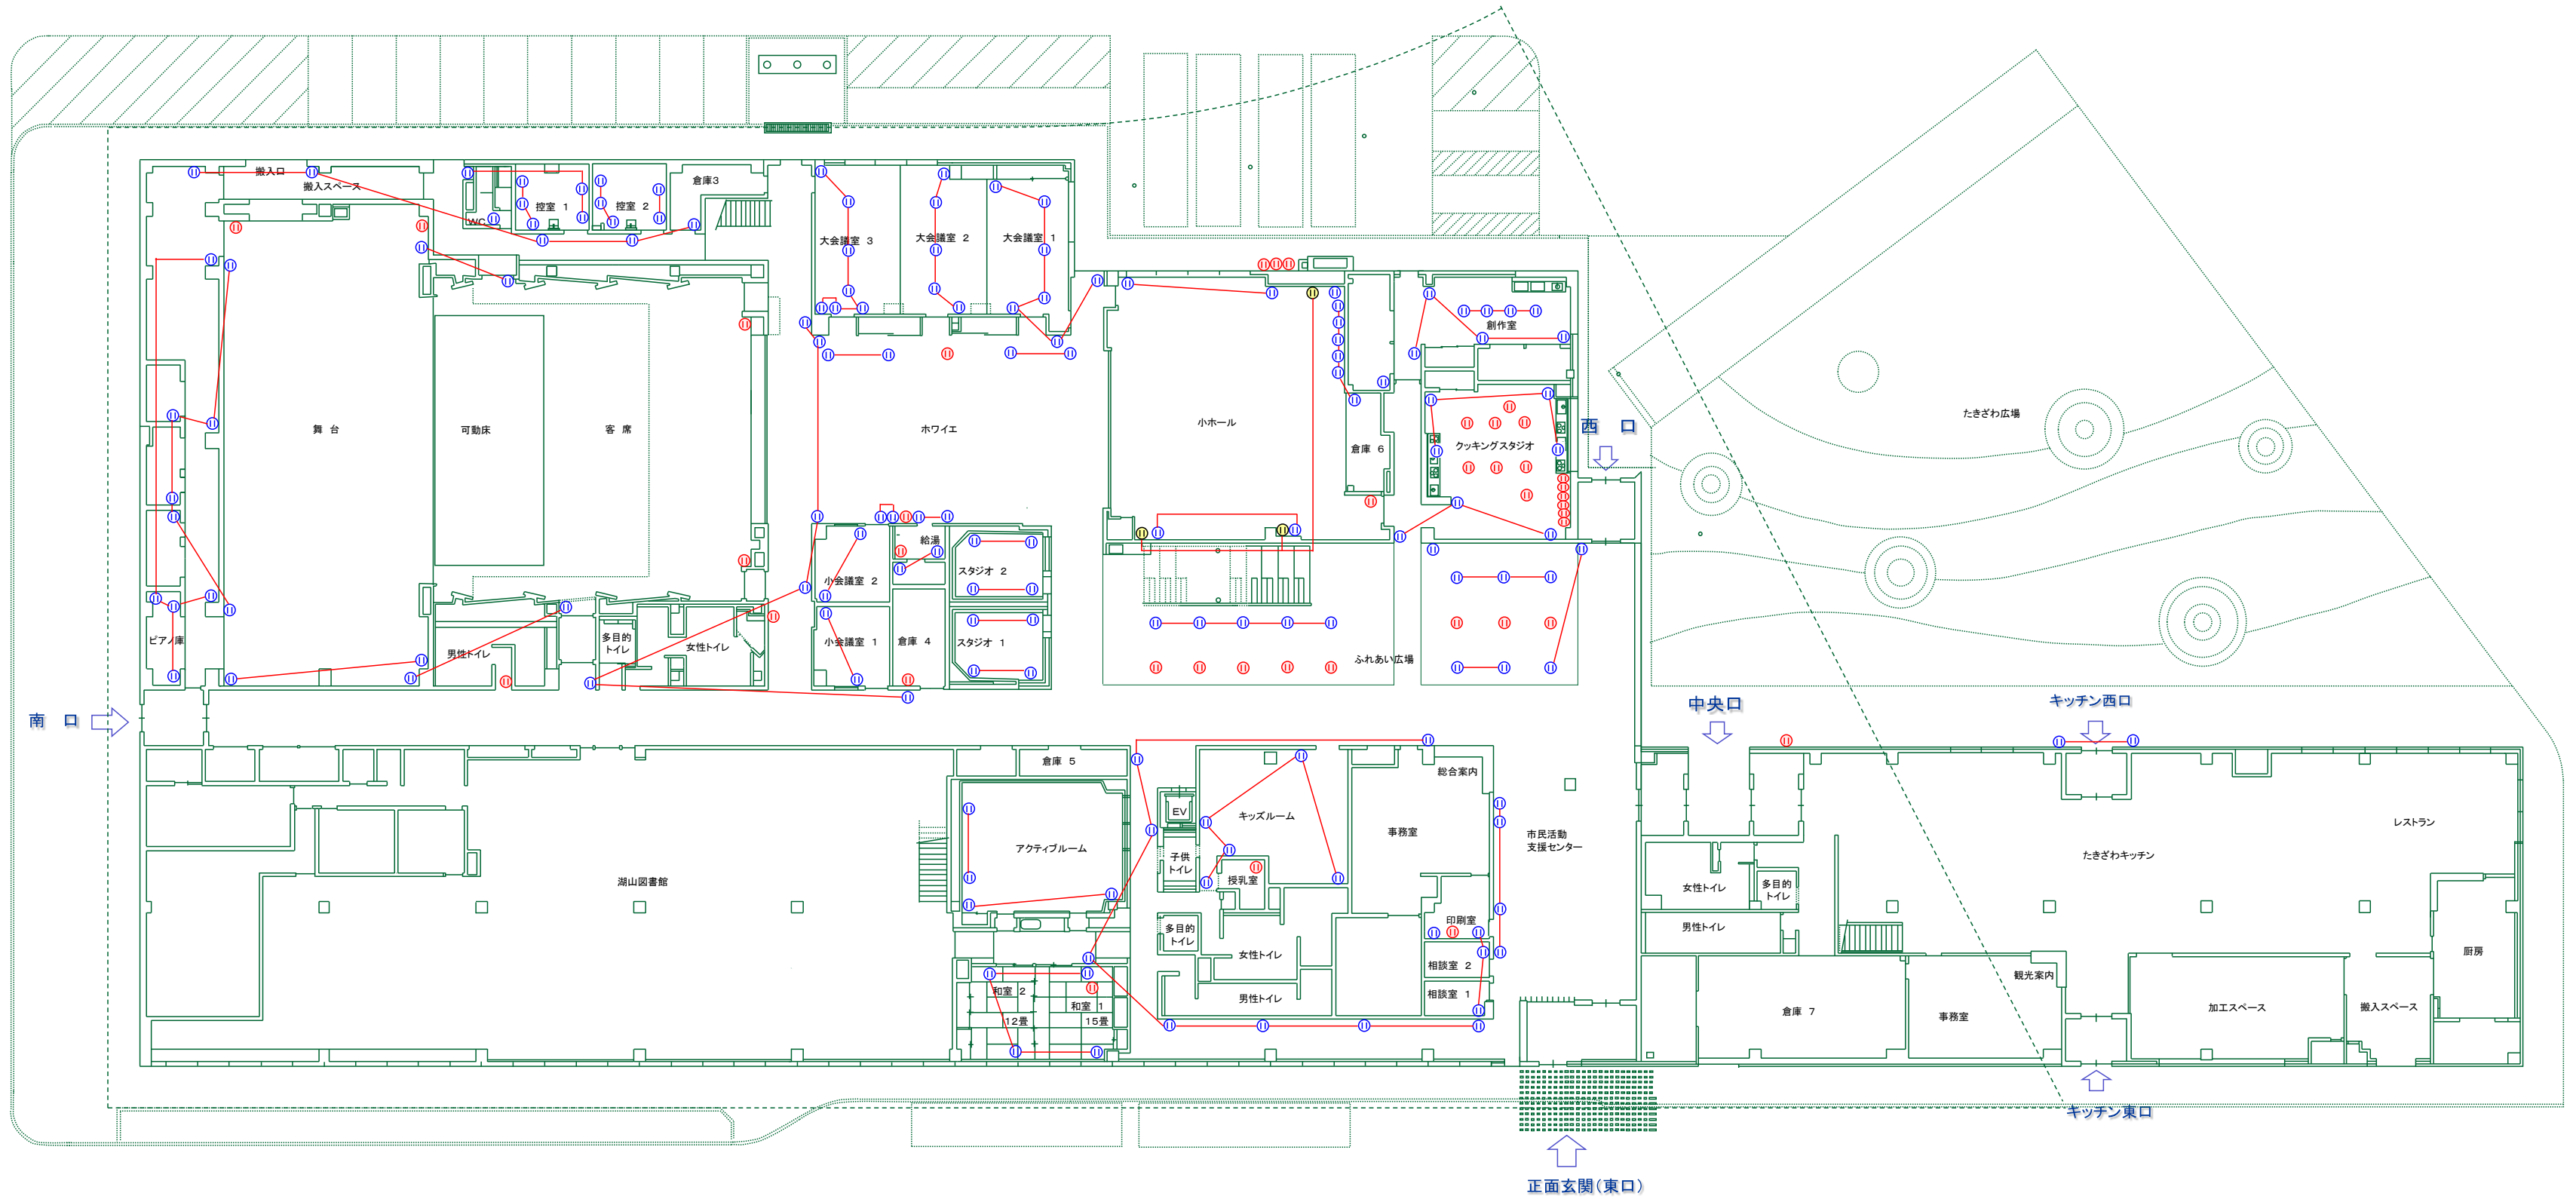 搬入口
搬入スペース
WC
控室 1
控室 2
倉庫3
大会議室 3
大会議室 2
大会議室 1
創作室
舞 台
可動床
客 席
ホワイエ
小ホール
倉庫 6
クッキングスタジオ
西 口
たきざわ広場
給湯
小会議室 2
スタジオ 2
ピアノ庫
男性トイレ
多目的
トイレ
女性トイレ
小会議室 1
倉庫 4
スタジオ 1
ふれあい広場
南 口
中央口
キッチン西口
倉庫 5
総合案内
EV
キッズルーム
事務室
市民活動
支援センター
レストラン
アクティブルーム
子供
トイレ
たきざわキッチン
湖山図書館
授乳室
女性トイレ
多目的
トイレ
印刷室
男性トイレ
多目的
トイレ
女性トイレ
厨房
相談室 2
観光案内
和室 2
和室 1
男性トイレ
相談室 1
12畳
15畳
倉庫 7
事務室
加工スペース
搬入スペース
キッチン東口
正面玄関(東口)